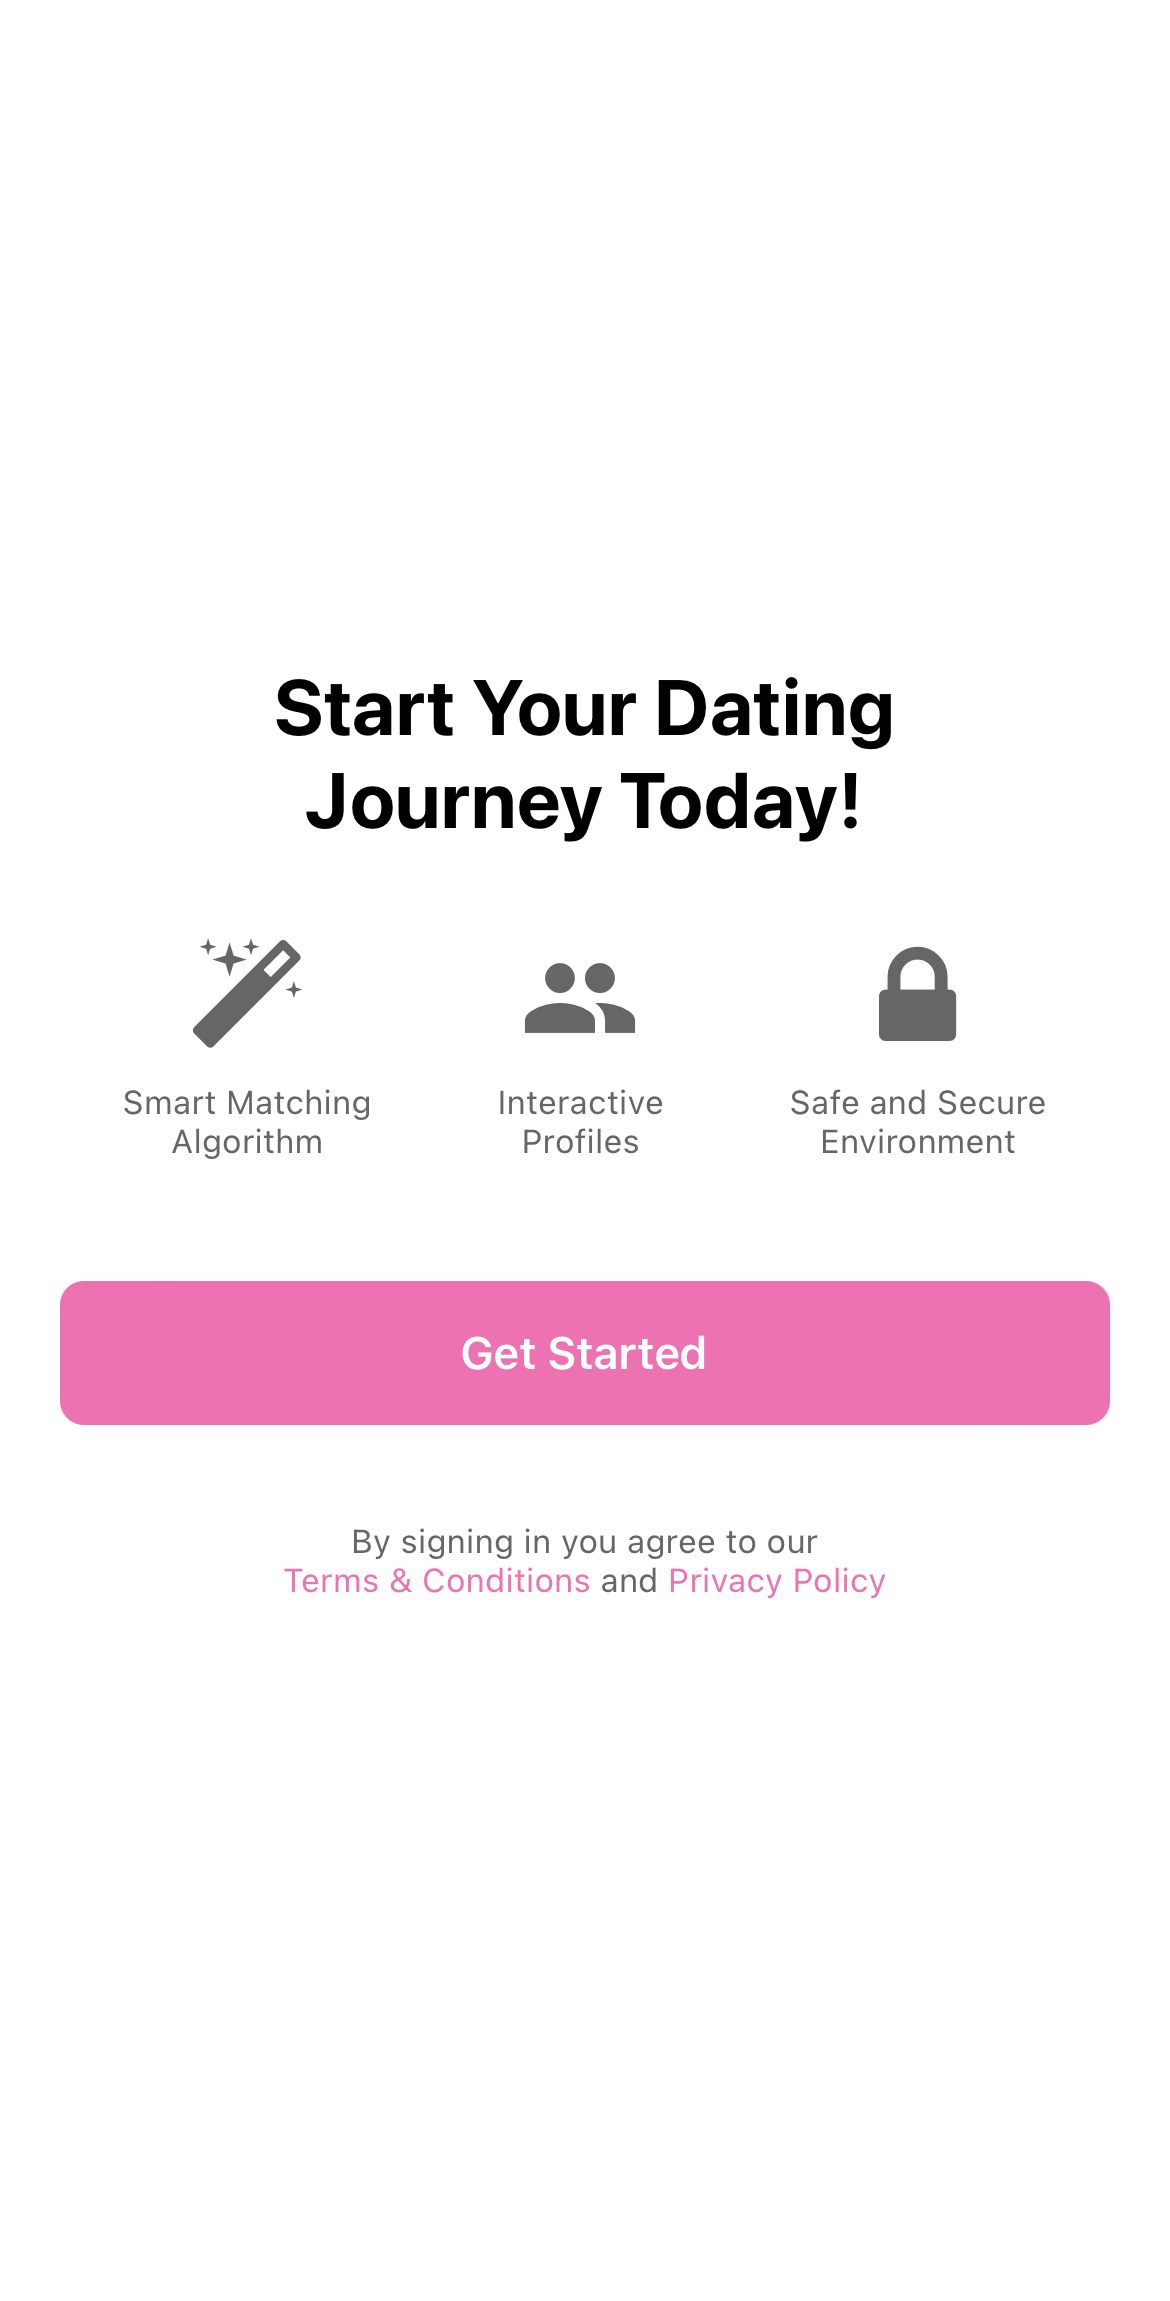 Start Your Dating
Journey Today!
Smart Matching
Algorithm
Interactive
Profiles
Safe and Secure
Environment
Get Started
By signing in you agree to our
Terms & Conditions and Privacy Policy